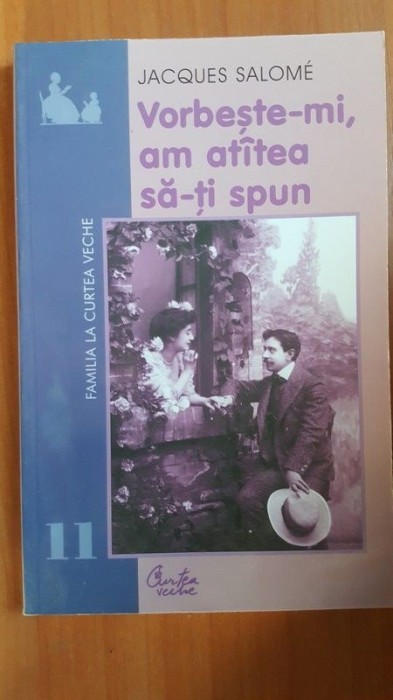 JACQUES SALOMÉ
Vorbește-mi,
am atîtea
să-ți spun
FAMILIA LA CURTEA VECHE
11
Curtea
veche